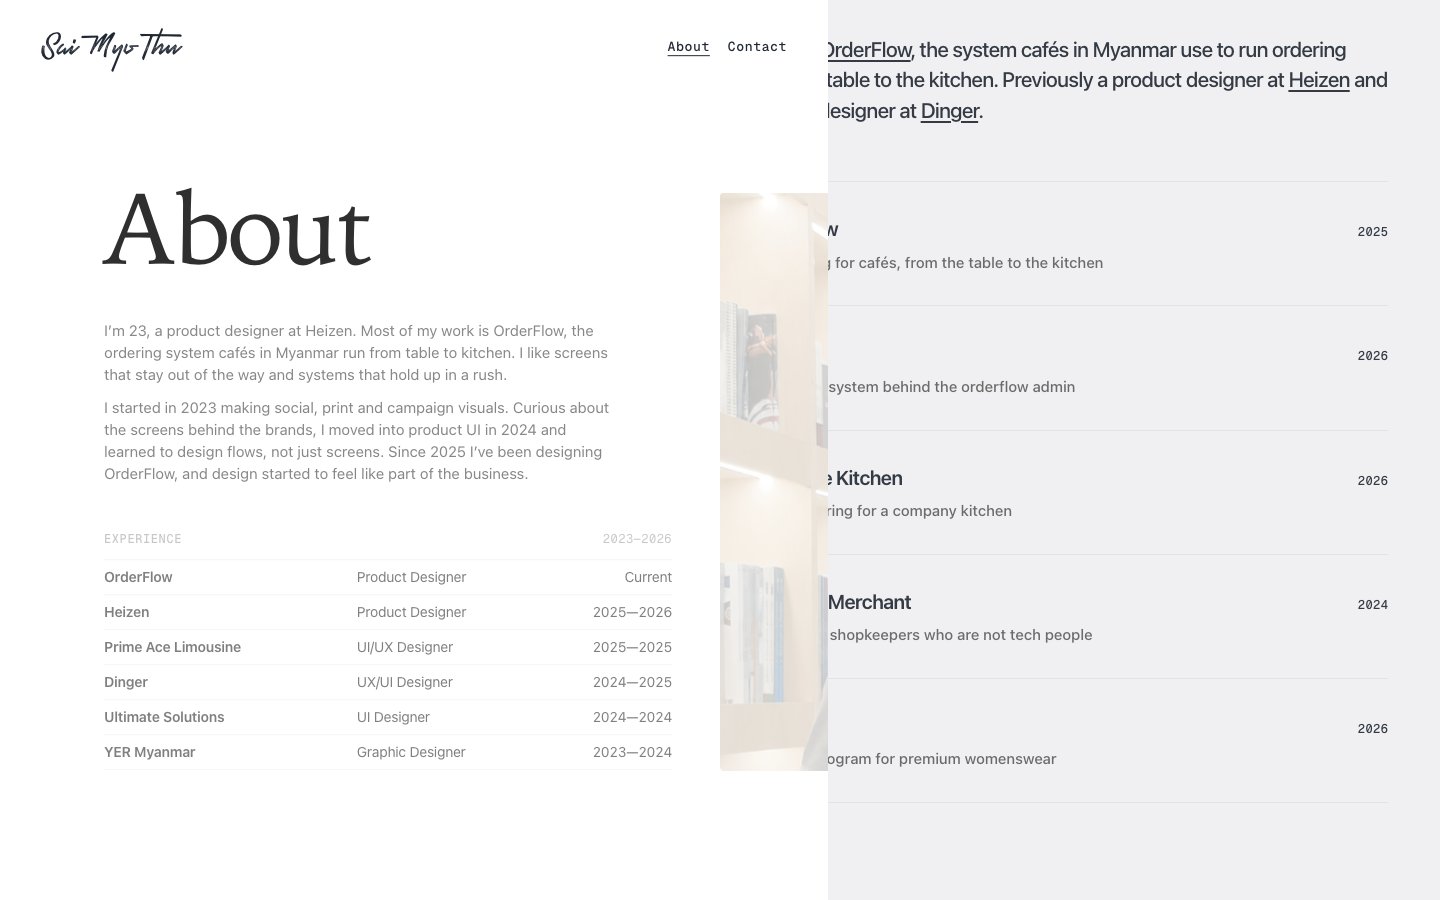 Sai Myo Thu
About Contact
About
I’m 23, a product designer at Heizen. Most of my work is OrderFlow, the
ordering system cafés in Myanmar run from table to kitchen. I like screens
that stay out of the way and systems that hold up in a rush.
I started in 2023 making social, print and campaign visuals. Curious about
the screens behind the brands, I moved into product UI in 2024 and
learned to design flows, not just screens. Since 2025 I’ve been designing
OrderFlow, and design started to feel like part of the business.
EXPERIENCE 2023—2026
OrderFlow Product Designer Current
Heizen Product Designer 2025—2026
Prime Ace Limousine UI/UX Designer 2025—2025
Dinger UX/UI Designer 2024—2025
Ultimate Solutions UI Designer 2024—2024
YER Myanmar Graphic Designer 2023—2024
OrderFlow, the system cafés in Myanmar use to run ordering
table to the kitchen. Previously a product designer at Heizen and
designer at Dinger.
w 2025
g for cafés, from the table to the kitchen
2026
system behind the orderflow admin
e Kitchen 2026
ring for a company kitchen
Merchant 2024
shopkeepers who are not tech people
2026
ogram for premium womenswear